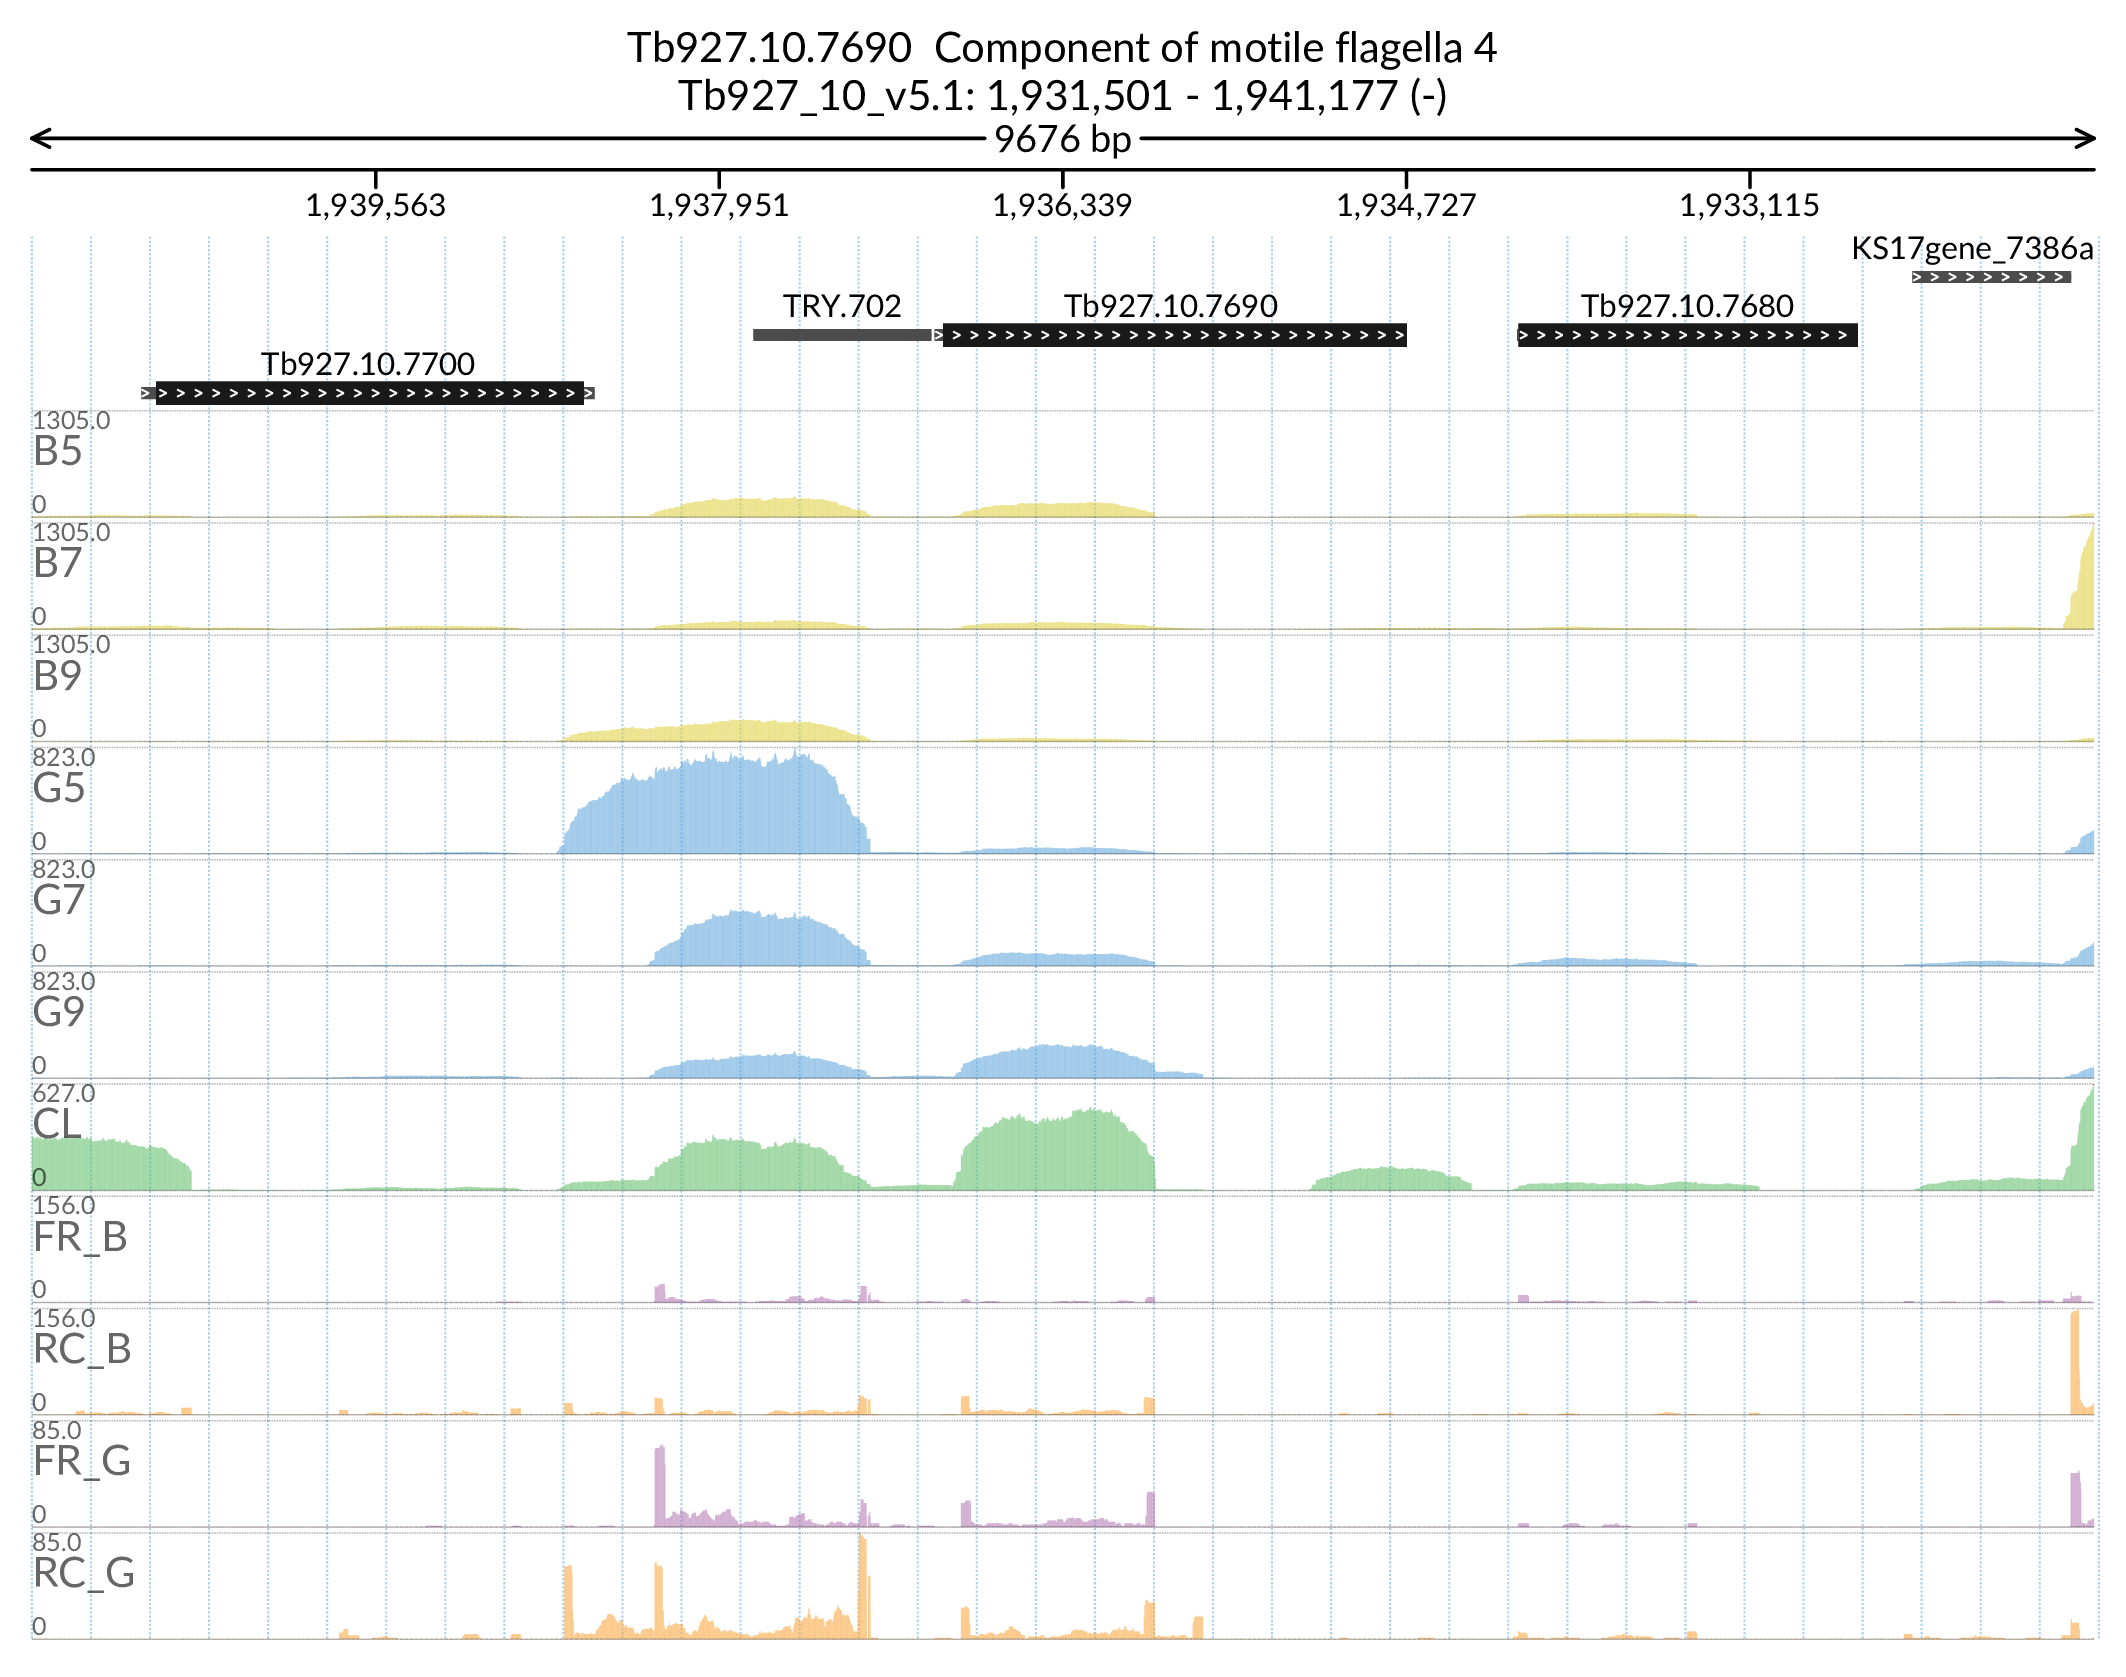 Tb927.10.7690  Component of motile flagella 4
Tb927_10_v5.1: 1,931,501 - 1,941,177 (-)
9676 bp
1,939,563 1,937,951 1,936,339 1,934,727 1,933,115
KS17gene_7386a
TRY.702 Tb927.10.7690 Tb927.10.7680
Tb927.10.7700
1305.0
B5
0
1305.0
B7
0
1305.0
B9
0
823.0
G5
0
823.0
G7
0
823.0
G9
0
627.0
CL
0
156.0
FR_B
0
156.0
RC_B
0
85.0
FR_G
0
85.0
RC_G
0